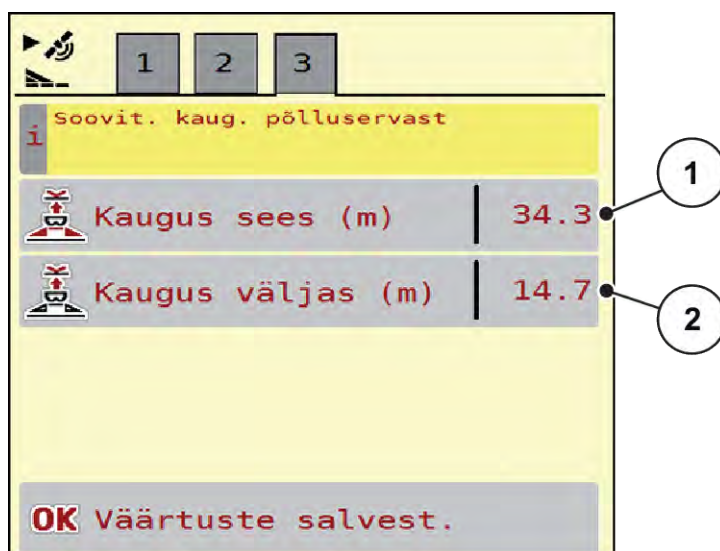 1 2 3
i Soovit. kaug. põlluservast
Kaugus sees (m) 34.3
1
Kaugus väljas (m) 14.7
2
OK Väärtuste salvest.